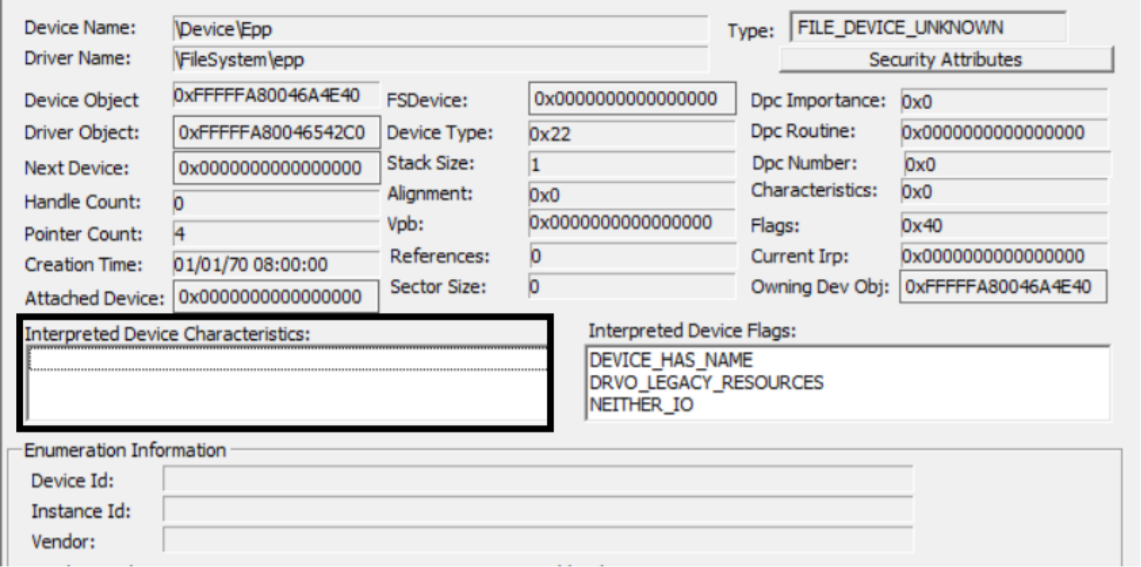 Device Name: \Device\Epp Type: FILE_DEVICE_UNKNOWN
Driver Name: \FileSystem\epp Security Attributes
Device Object 0xFFFFFA80046A4E40 FSDevice: 0x0000000000000000 Dpc Importance: 0x0
Driver Object: 0xFFFFFA80046542C0 Device Type: 0x22 Dpc Routine: 0x0000000000000000
Next Device: 0x0000000000000000 Stack Size: 1 Dpc Number: 0x0
Handle Count: 0 Alignment: 0x0 Characteristics: 0x0
Pointer Count: 4 Vpb: 0x0000000000000000 Flags: 0x40
Creation Time: 01/01/70 08:00:00 References: 0 Current Irp: 0x0000000000000000
Attached Device: 0x0000000000000000 Sector Size: 0 Owning Dev Obj: 0xFFFFFA80046A4E40
Interpreted Device Characteristics: Interpreted Device Flags:
DEVICE_HAS_NAME
DRVO_LEGACY_RESOURCES
NEITHER_IO
Enumeration Information
Device Id:
Instance Id:
Vendor: